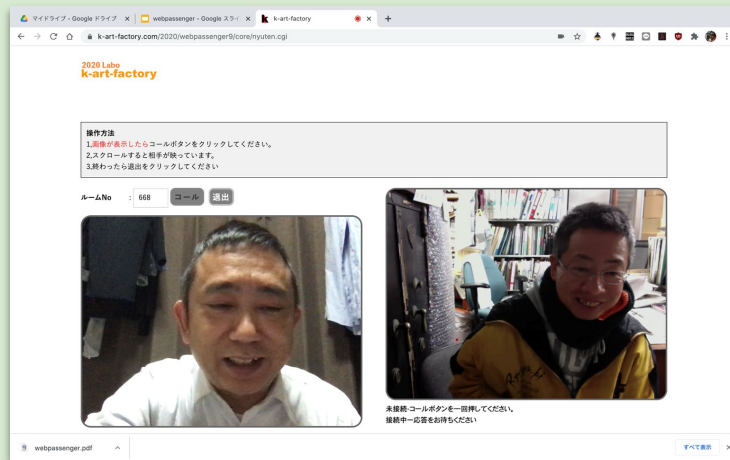 マイドライブ - Google ドライブ
webpassenger - Google スライ
k-art-factory
k-art-factory.com/2020/webpassenger9/core/nyuten.cgi
2020 Labo
k-art-factory
操作方法
1,画像が表示したらコールボタンをクリックしてください。
2,スクロールすると相手が映っています。
3,終わったら退出をクリックしてください
ルームNo : 668 コール 退出
未接続-コールボタンを一回押してください。
接続中ー応答をお待ちください
webpassenger.pdf
すべて表示